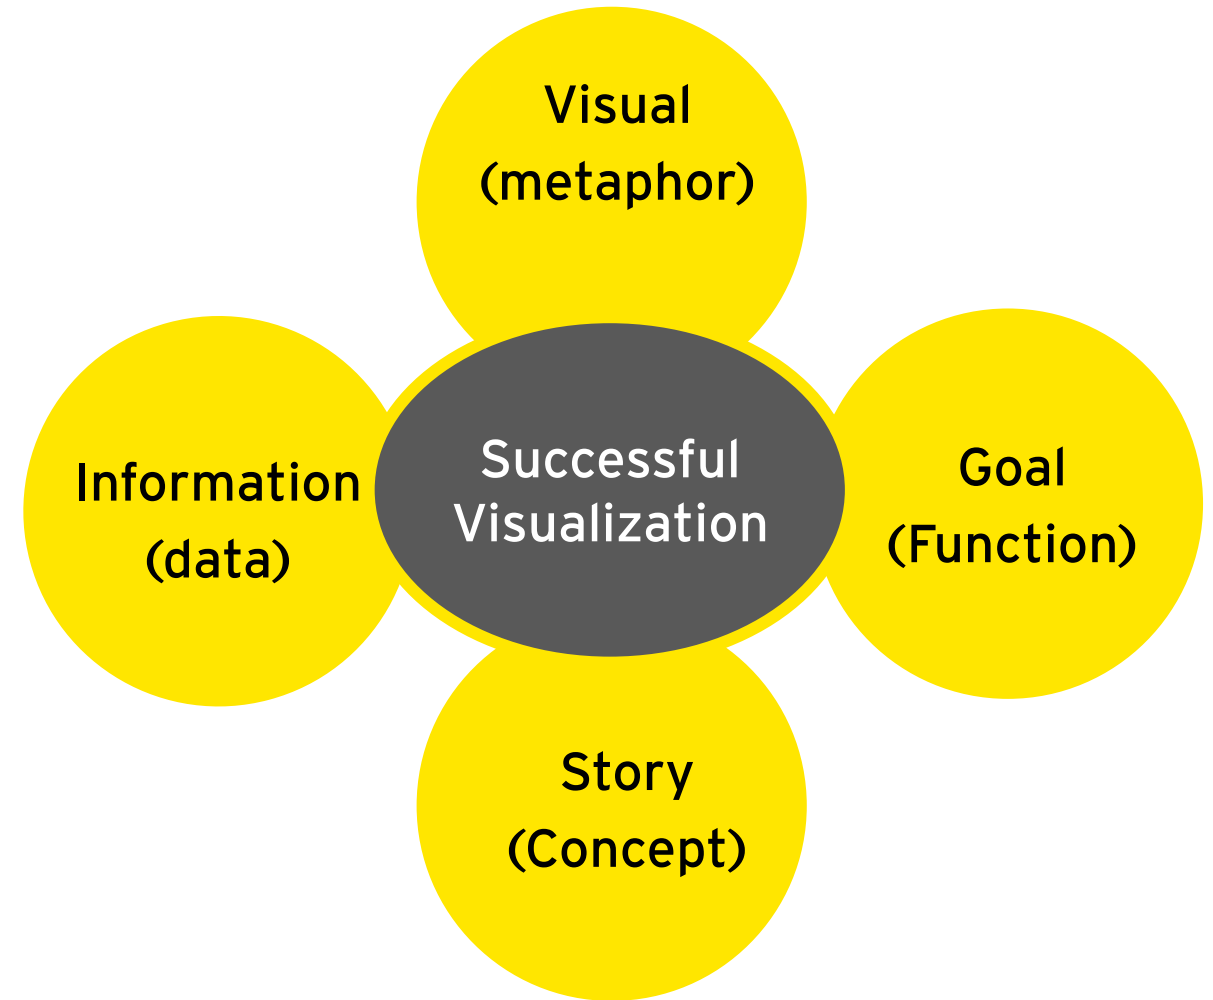 Visual
(metaphor)
Information
(data)
Successful
Visualization
Goal
(Function)
Story
(Concept)